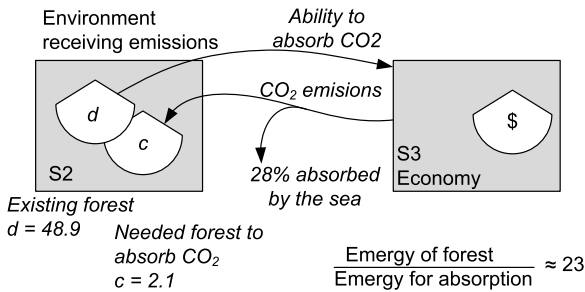 Environment
receiving emissions
Ability to
absorb CO2
CO₂ emisions
d
c
$
S2
S3
Economy
28% absorbed
by the sea
Existing forest
d = 48.9
Needed forest to
absorb CO₂
c = 2.1
Emergy of forest
Emergy for absorption
≈ 23